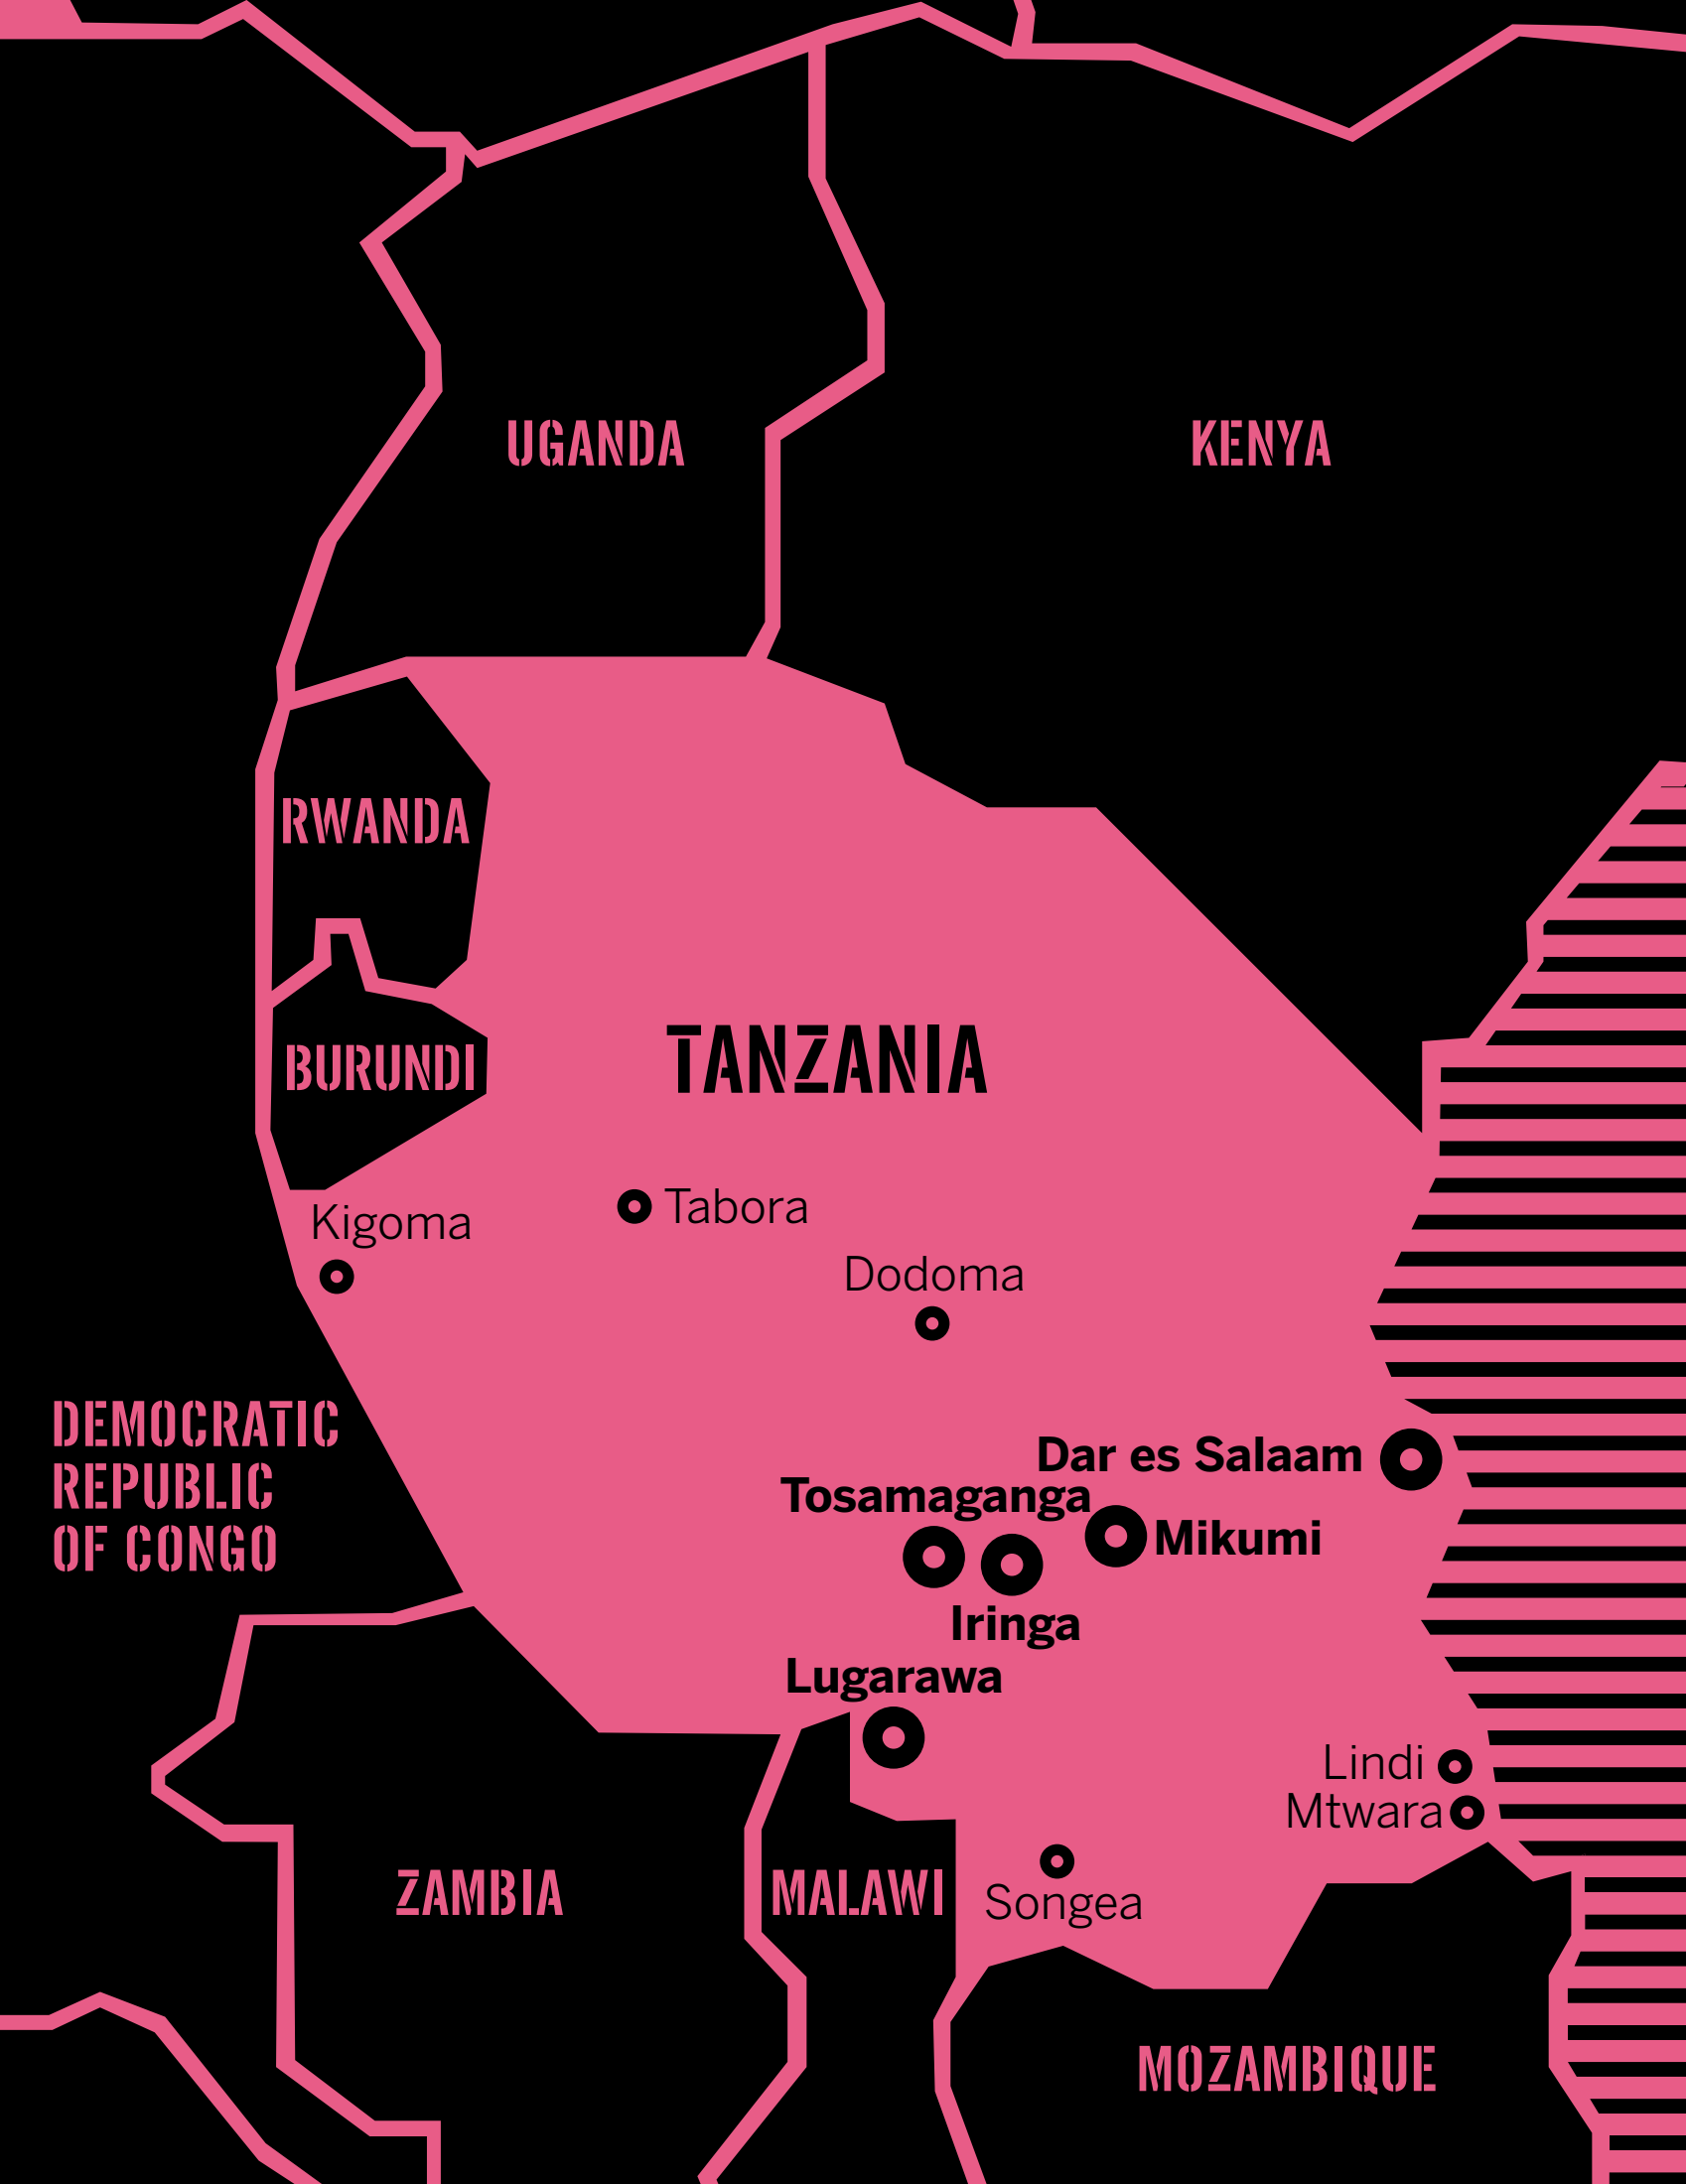 UGANDA
KENYA
RWANDA
BURUNDI
TANZANIA
Kigoma
Tabora
Dodoma
DEMOCRATIC
REPUBLIC
OF CONGO
Dar es Salaam
Tosamaganga
Mikumi
Iringa
Lugarawa
Lindi
Mtwara
Songea
ZAMBIA
MALAWI
MOZAMBIQUE